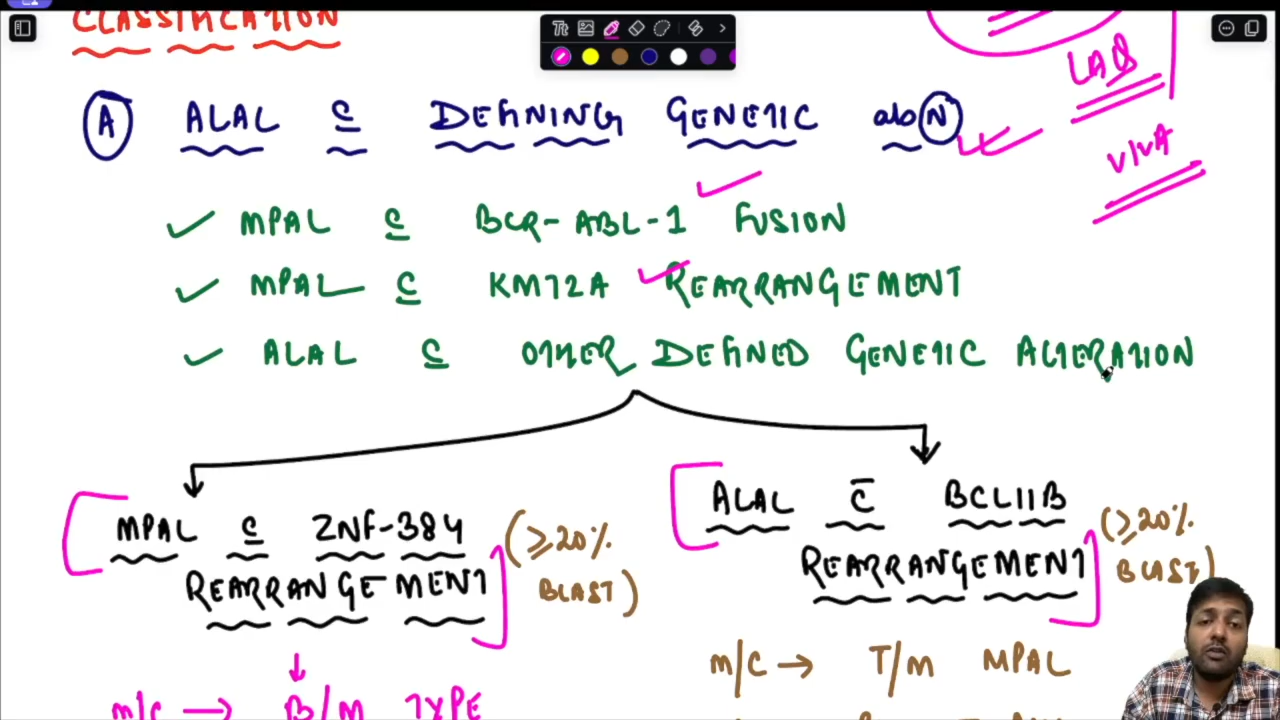 CLASSIFICATION
LAQ
VIVA
A ALAL C̄ DEFINING GENETIC abN
MPAL C̄ BCR-ABL-1 FUSION
MPAL C̄ KMT2A REARRANGEMENT
ALAL C̄ OTHER DEFINED GENETIC ALTERATION
MPAL C̄ ZNF-384
REARRANGEMENT
(≥20%
BLAST)
ALAL C̄ BCL11B
REARRANGEMENT
(≥20%
BLAST)
M/C → B/M TYPE
M/C → T/M MPAL